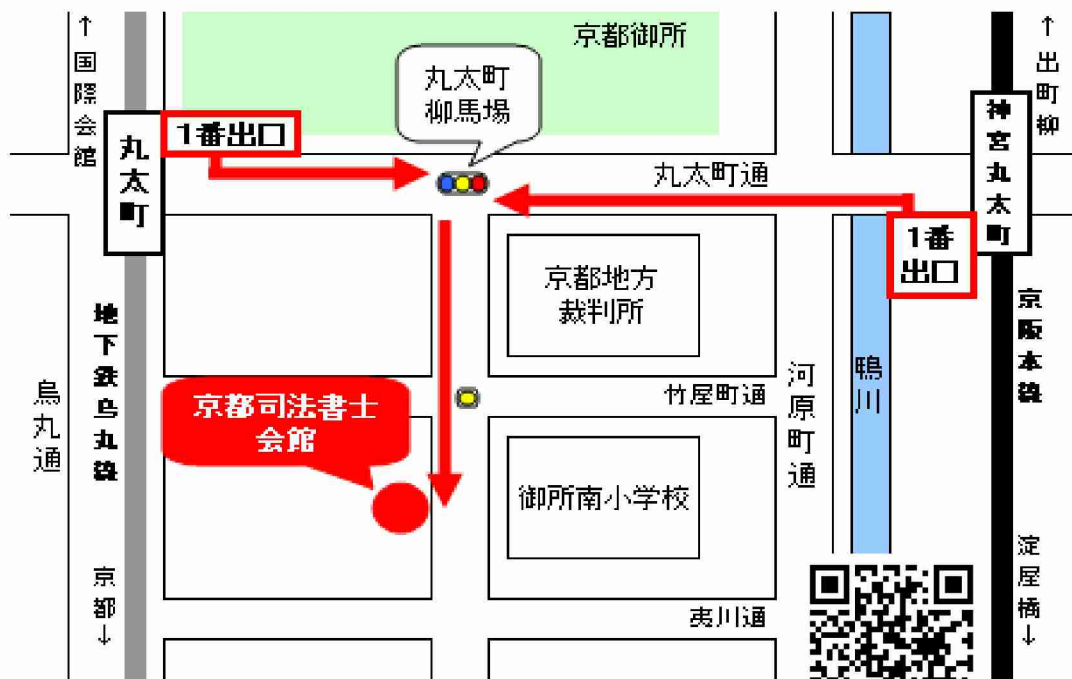 ↑国際会館
京都御所
↑出町柳
丸太町
柳馬場
1番出口
丸太町
丸太町通
神宮丸太町
1番
出口
京都地方
裁判所
地下鉄烏丸線
烏丸通
京都司法書士
会館
竹屋町通
河原町通
鴨川
京阪本線
御所南小学校
京都↓
夷川通
淀屋橋↓